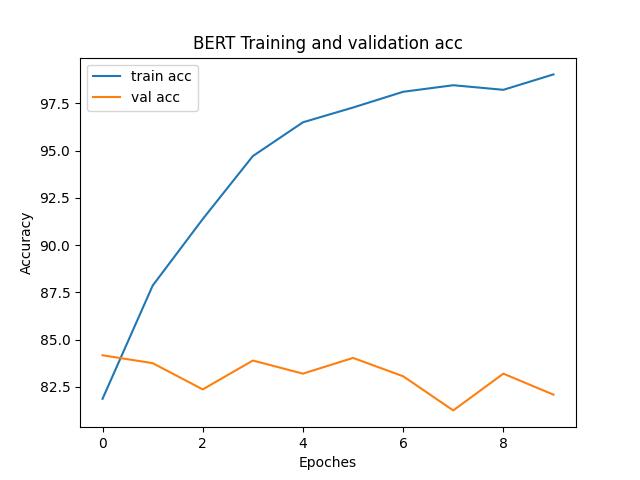 BERT Training and validation acc
train acc
val acc
97.5
95.0
92.5
90.0
87.5
85.0
82.5
Accuracy
0 2 4 6 8
Epoches